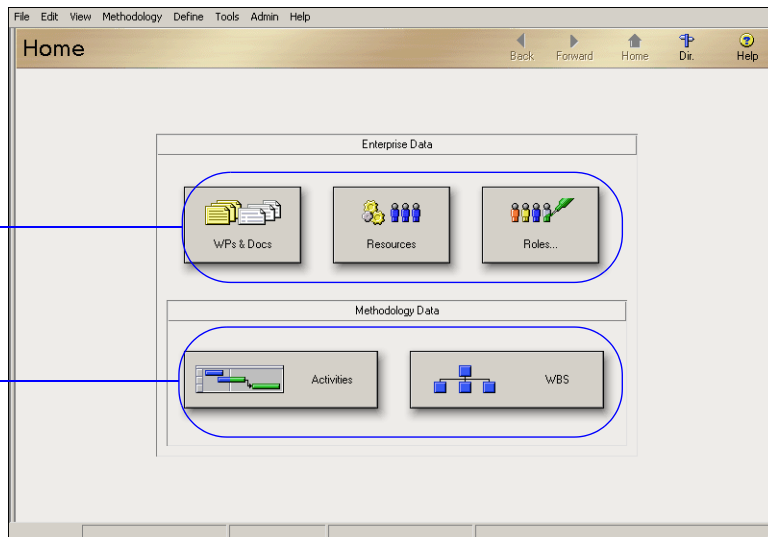 File Edit View Methodology Define Tools Admin Help
Home
Back Forward Home Dir. Help
Enterprise Data
WPs & Docs Resources Roles...
Methodology Data
Activities WBS